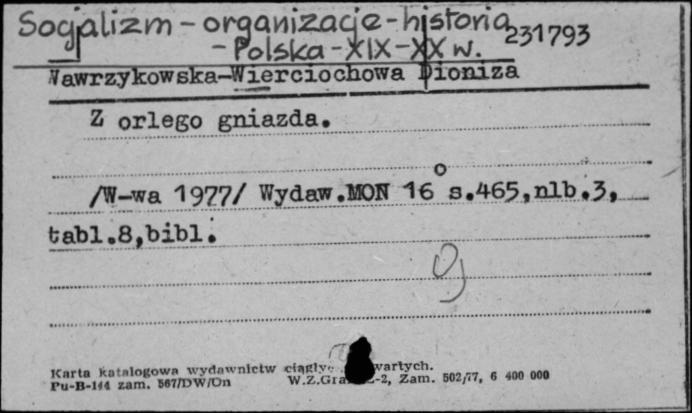 Socjalizm - organizacje - historia
- Polska - XIX - XX w. 231793
Wawrzykowska-Wierciochowa Dioniza
Z orlego gniazda.
/W-wa 1977/ Wydaw.MON 16° s.465,nlb.3,
tabl.8,bibl.
Karta katalogowa wydawnictw
Pu-B-144 zam. 567/DW/On Zam. 502/77, 6 400 000